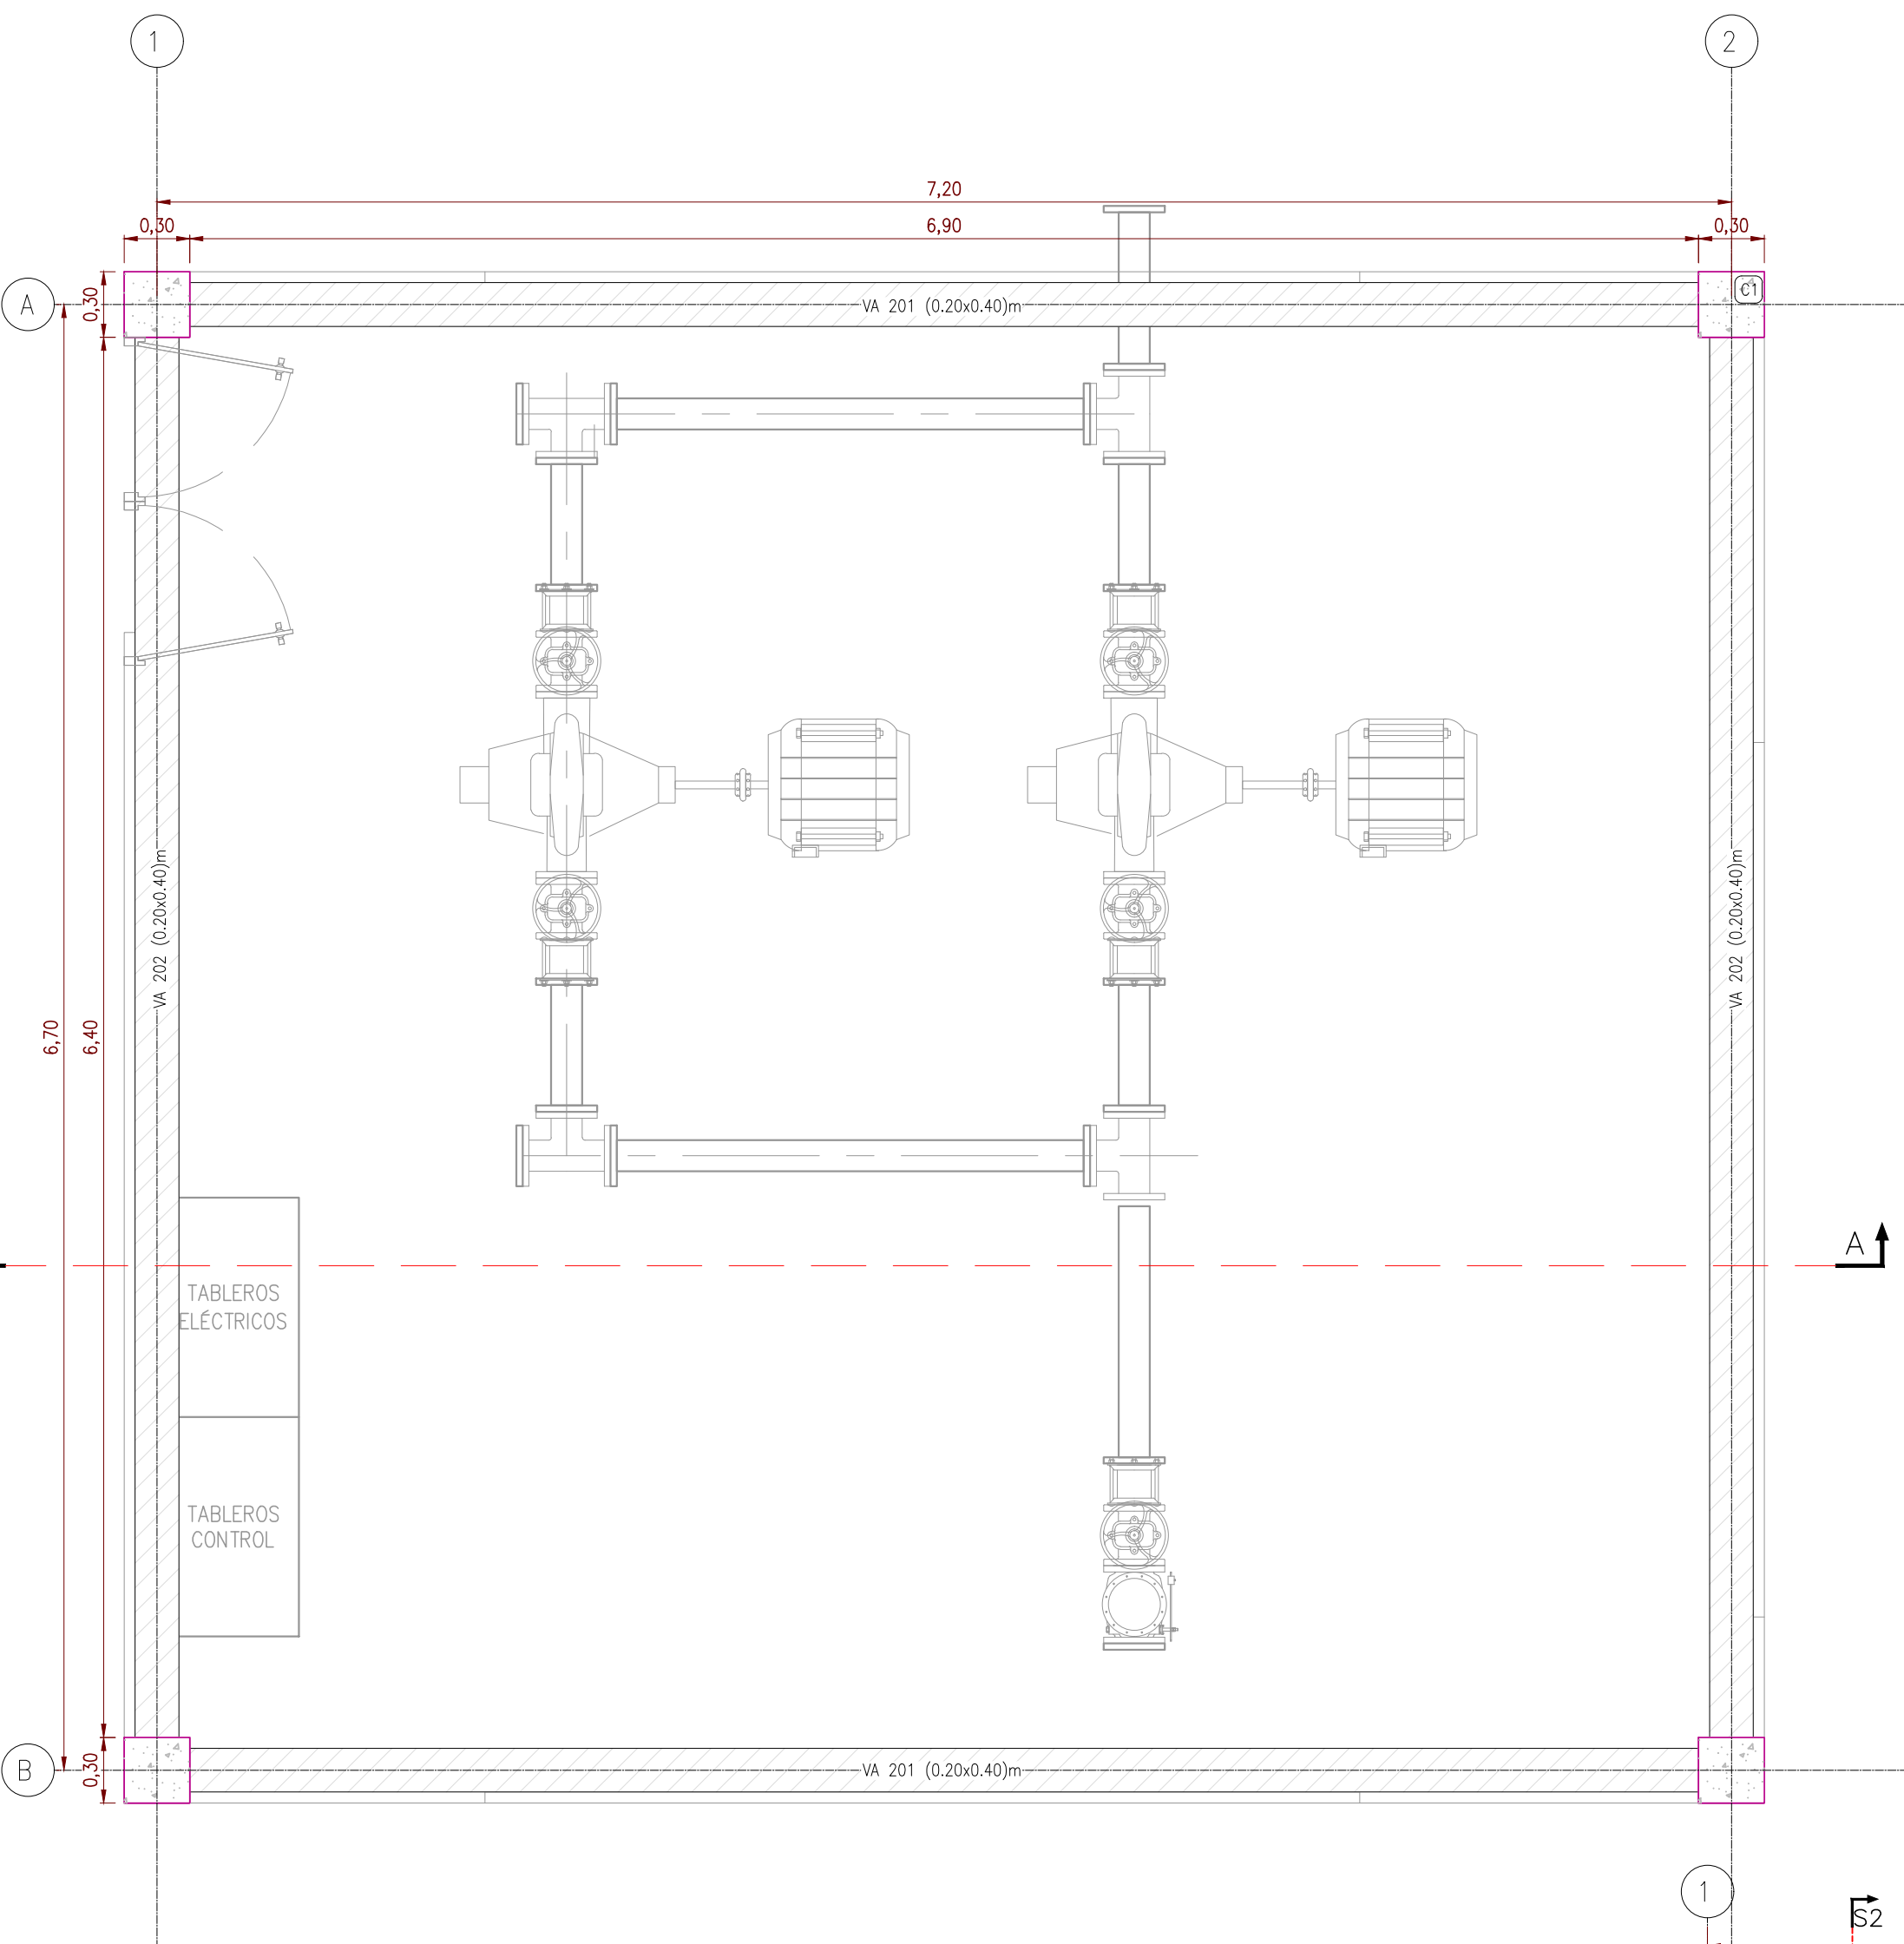 1
2
7,20
0,30
6,90
0,30
A
0,30
VA 201 (0.20x0.40)m
C1
VA 202 (0.20x0.40)m
VA 202 (0.20x0.40)m
6,70
6,40
A
TABLEROS
ELÉCTRICOS
TABLEROS
CONTROL
B
0,30
VA 201 (0.20x0.40)m
1
S2